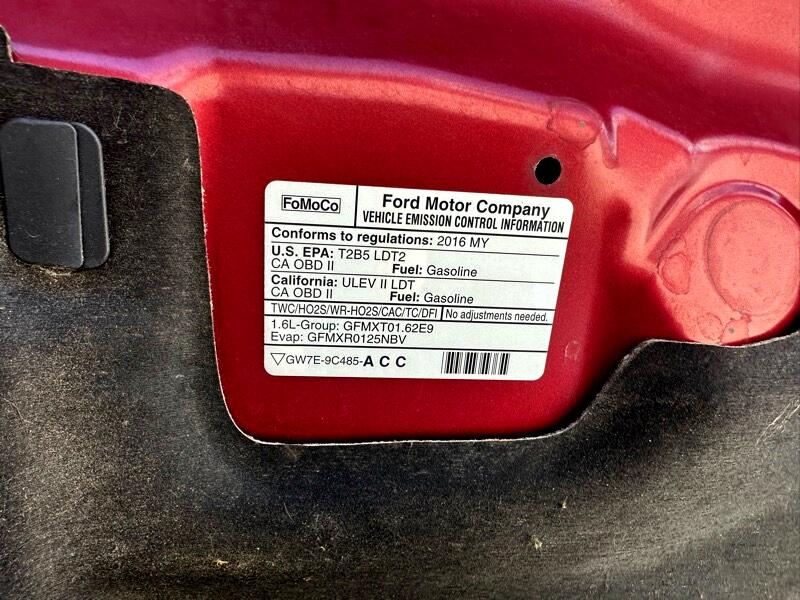 FoMoCo
Ford Motor Company
VEHICLE EMISSION CONTROL INFORMATION
Conforms to regulations: 2016 MY
U.S. EPA: T2B5 LDT2
CA OBD II Fuel: Gasoline
California: ULEV II LDT
CA OBD II Fuel: Gasoline
TWC/HO2S/WR-HO2S/CAC/TC/DFI No adjustments needed.
1.6L-Group: GFMXT01.62E9
Evap: GFMXR0125NBV
GW7E-9C485-A C C